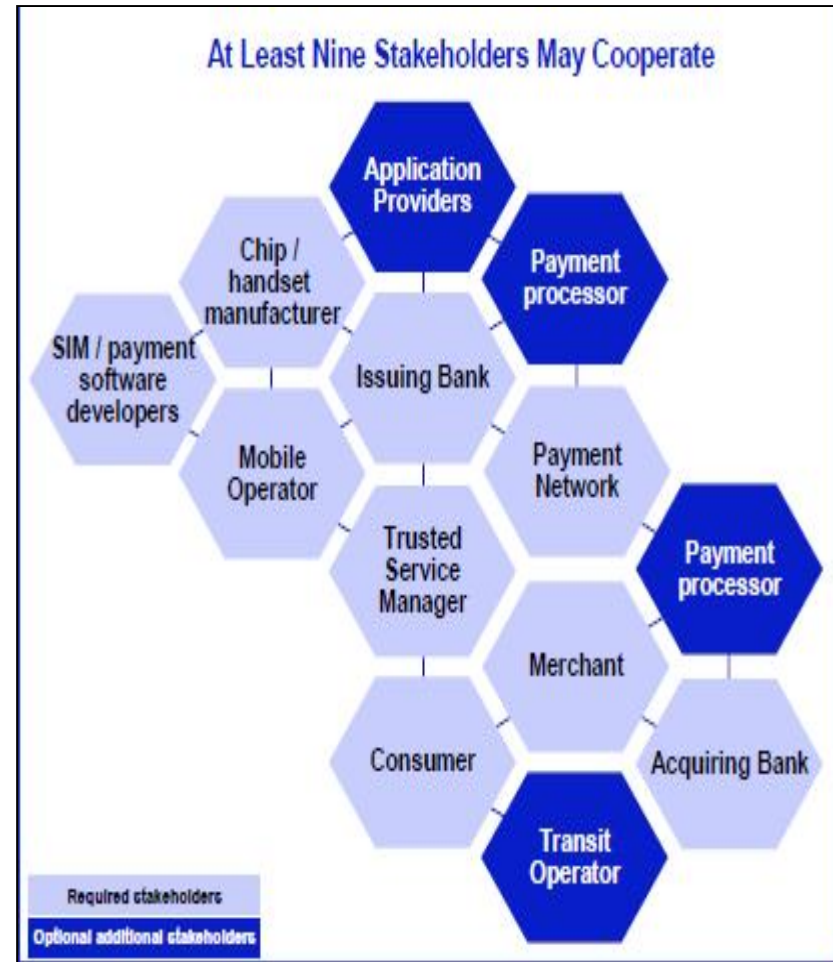 At Least Nine Stakeholders May Cooperate
Application
Providers
Chip /
handset
manufacturer
Payment
processor
SIM / payment
software
developers
Issuing Bank
Mobile
Operator
Payment
Network
Trusted
Service
Manager
Payment
processor
Merchant
Consumer
Acquiring Bank
Transit
Operator
Required stakeholders
Optional additional stakeholders